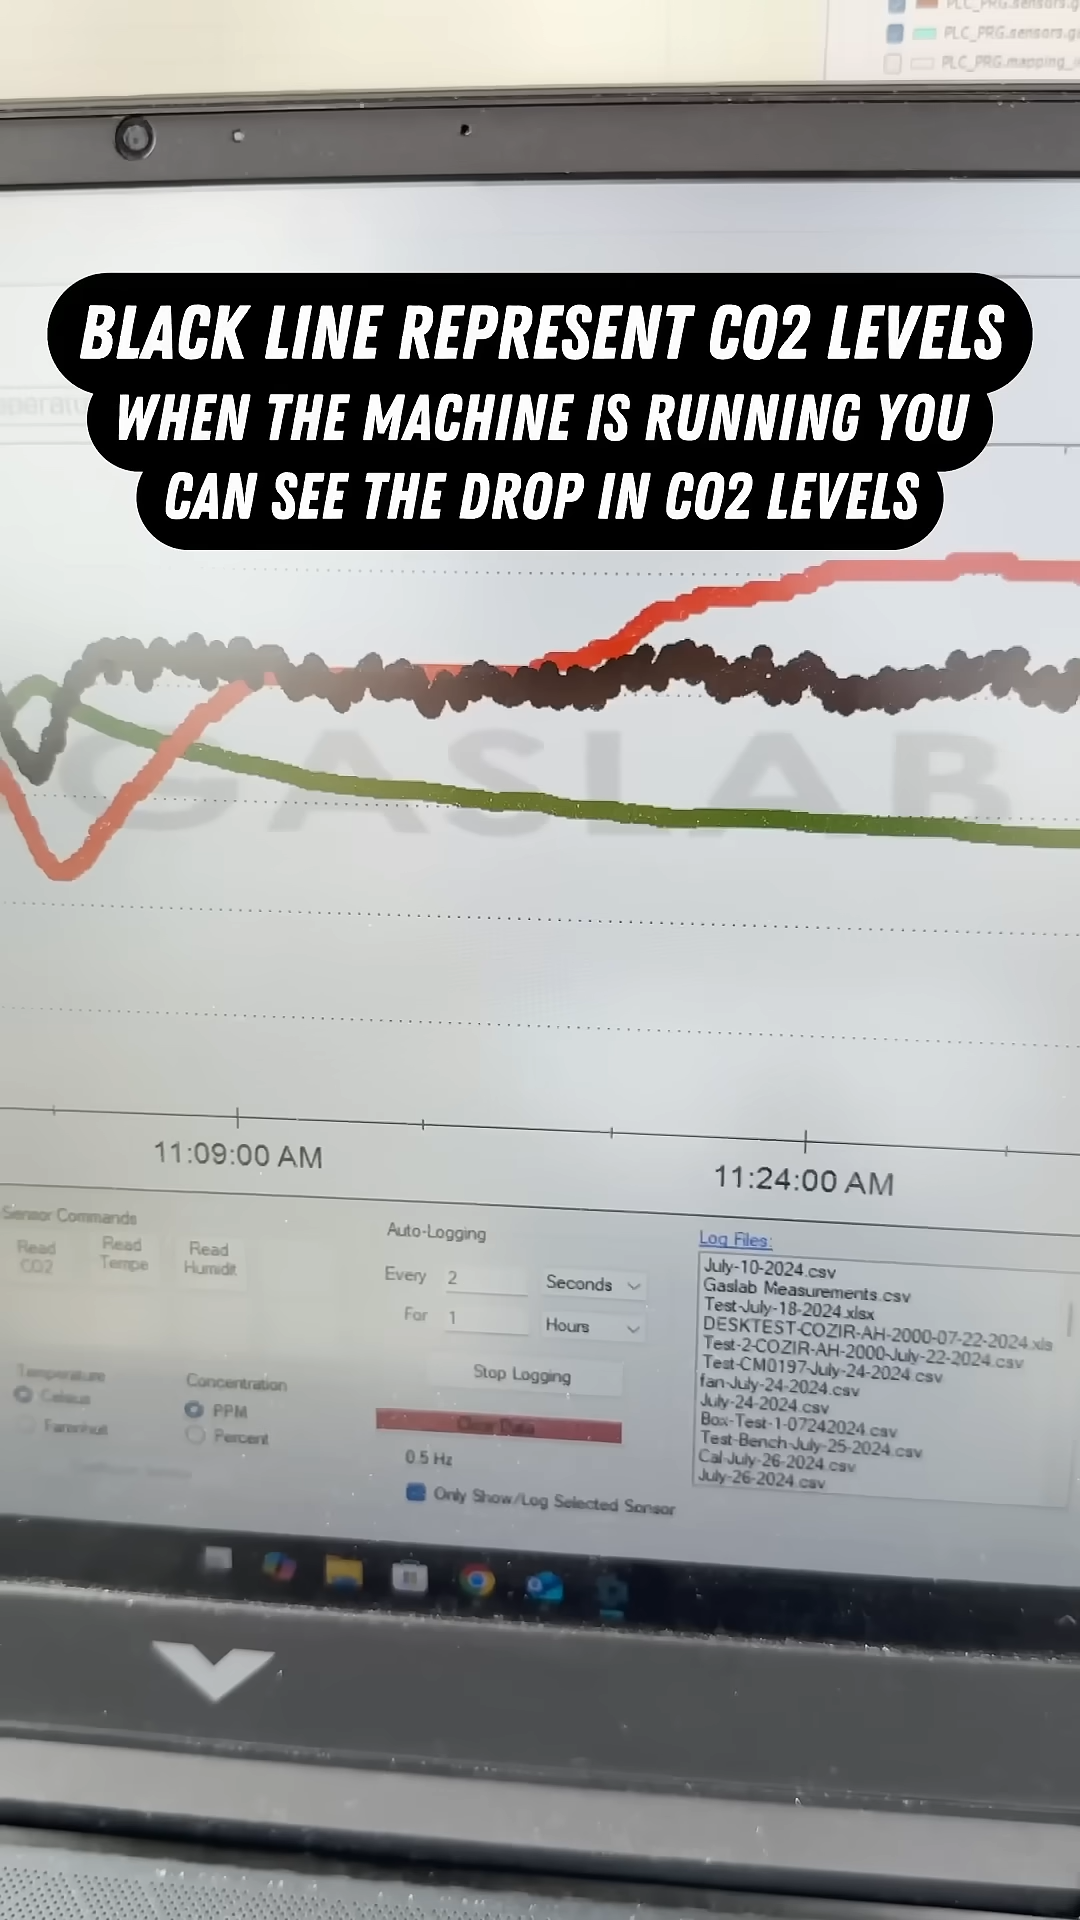 PLC_PRG.sensors.g
PLC_PRG.mapping_
BLACK LINE REPRESENT CO2 LEVELS
WHEN THE MACHINE IS RUNNING YOU
CAN SEE THE DROP IN CO2 LEVELS
GASLAB
11:09:00 AM
11:24:00 AM
Sensor Commands
Read CO2
Read Tempe
Read Humidit
Auto-Logging
Every 2 Seconds
For 1 Hours
Stop Logging
Clear Data
0.5 Hz
Only Show/Log Selected Sensor
Temperature
Celsius
Farenheit
Concentration
PPM
Percent
Log Files:
July-10-2024.csv
Gaslab Measurements.csv
Test-July-18-2024.xlsx
DESKTEST-COZIR-AH-2000-07-22-2024.xls
Test-2-COZIR-AH-2000-July-22-2024.csv
Test-CM0197-July-24-2024.csv
fan-July-24-2024.csv
July-24-2024.csv
Box-Test-1-07242024.csv
Test-Bench-July-25-2024.csv
Cal-July-26-2024.csv
July-26-2024.csv